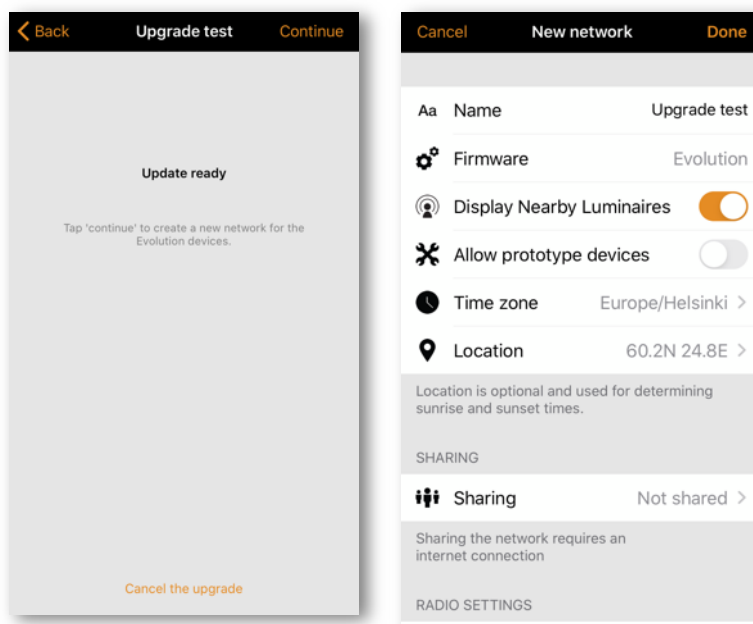 Back Upgrade test Continue
Update ready
Tap 'continue' to create a new network for the
Evolution devices.
Cancel the upgrade
Cancel New network Done
Aa Name Upgrade test
Firmware Evolution
Display Nearby Luminaires
Allow prototype devices
Time zone Europe/Helsinki
Location 60.2N 24.8E
Location is optional and used for determining
sunrise and sunset times.
SHARING
Sharing Not shared
Sharing the network requires an
internet connection
RADIO SETTINGS